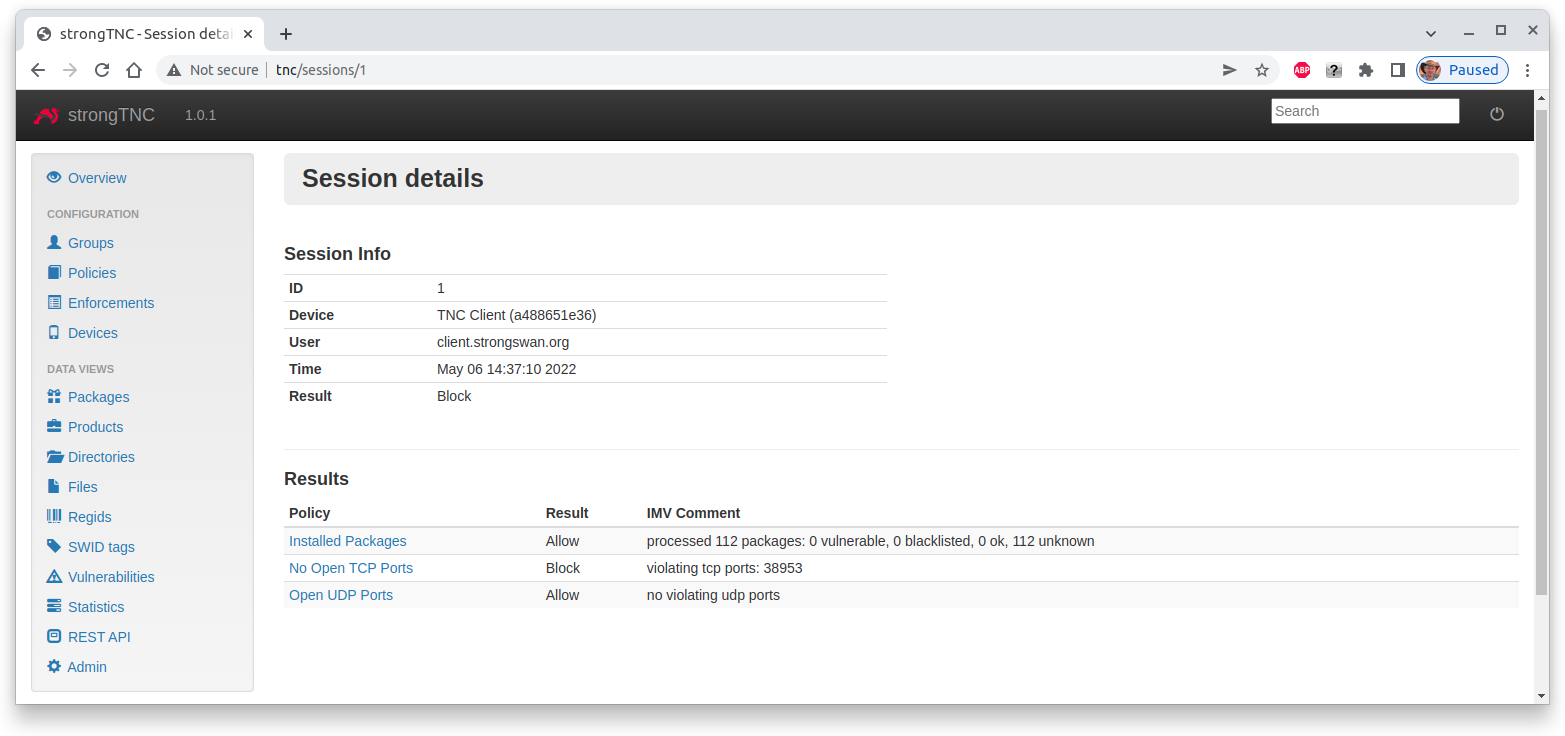 strongTNC - Session detai
Not secure tnc/sessions/1 ABP ? Paused
strongTNC 1.0.1 Search
Overview
CONFIGURATION
Groups
Policies
Enforcements
Devices
DATA VIEWS
Packages
Products
Directories
Files
Regids
SWID tags
Vulnerabilities
Statistics
REST API
Admin
Session details
Session Info
ID 1
Device TNC Client (a488651e36)
User client.strongswan.org
Time May 06 14:37:10 2022
Result Block
Results
Policy Result IMV Comment
Installed Packages Allow processed 112 packages: 0 vulnerable, 0 blacklisted, 0 ok, 112 unknown
No Open TCP Ports Block violating tcp ports: 38953
Open UDP Ports Allow no violating udp ports